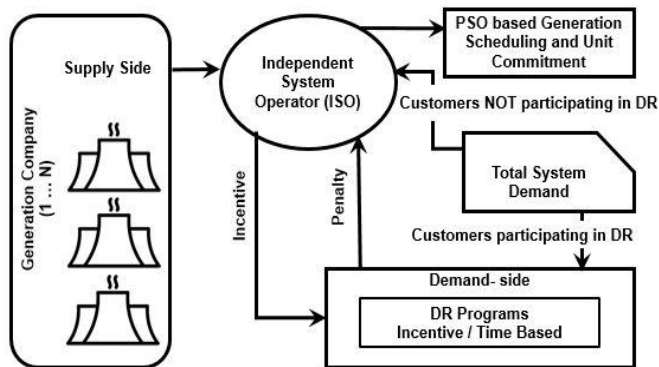 Supply Side
Generation Company
(1 ... N)
Independent
System
Operator (ISO)
PSO based Generation
Scheduling and Unit
Commitment
Customers NOT participating in DR
Total System
Demand
Customers participating in DR
Incentive
Penalty
Demand- side
DR Programs
Incentive / Time Based